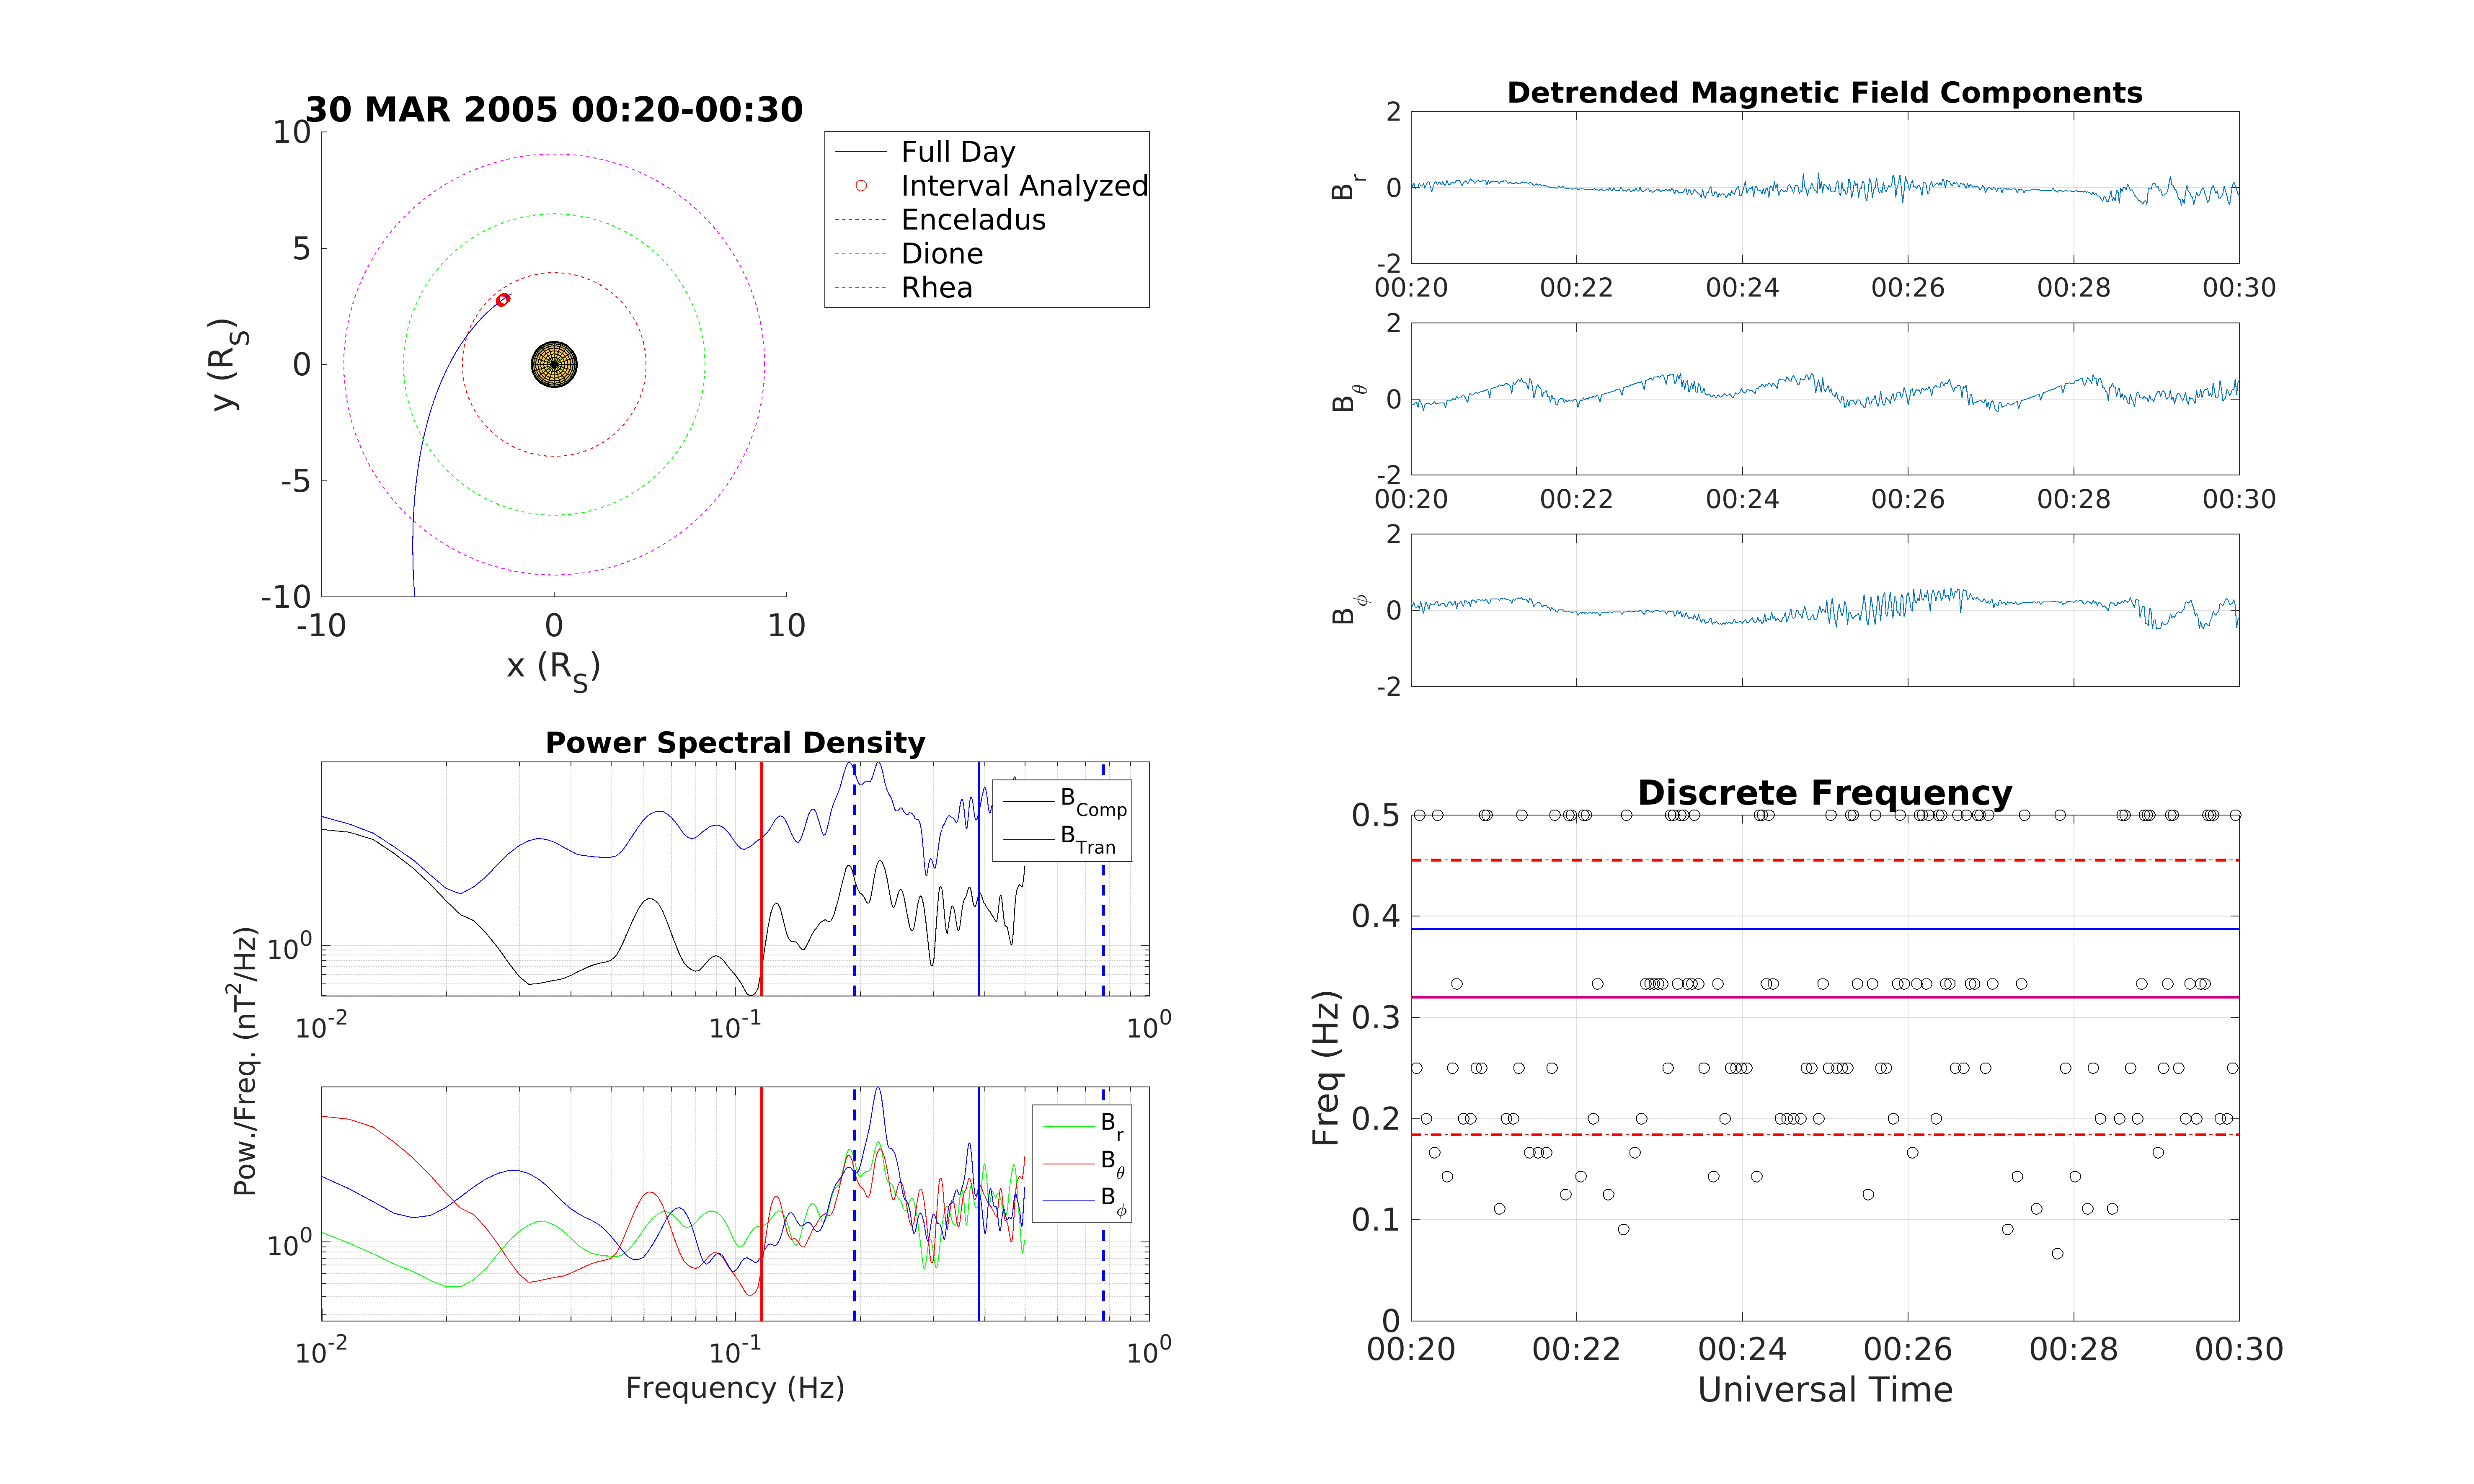 30 MAR 2005 00:20-00:30
10
5
0
-5
-10
-10 0 10
y (R_S)
x (R_S)
Full Day
Interval Analyzed
Enceladus
Dione
Rhea
Detrended Magnetic Field Components
2
0
-2
B_r
00:20 00:22 00:24 00:26 00:28 00:30
2
0
-2
B_θ
00:20 00:22 00:24 00:26 00:28 00:30
2
0
-2
B_ϕ
Power Spectral Density
10^0
B_Comp
B_Tran
10^-2 10^-1 10^0
Pow./Freq. (nT^2/Hz)
10^0
B_r
B_θ
B_ϕ
10^-2 10^-1 10^0
Frequency (Hz)
Discrete Frequency
0.5
0.4
0.3
0.2
0.1
0
Freq (Hz)
00:20 00:22 00:24 00:26 00:28 00:30
Universal Time